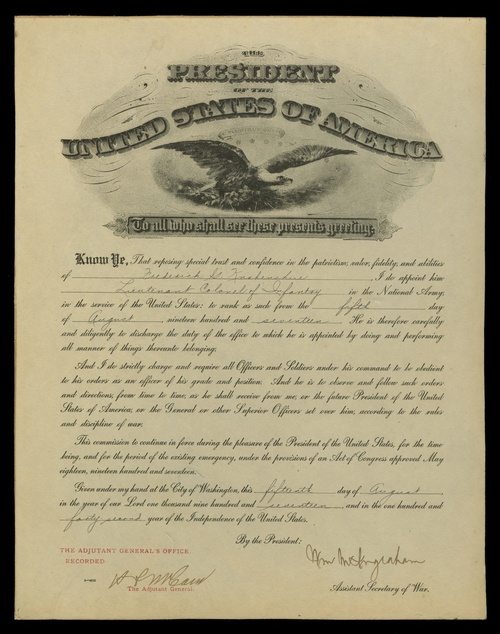 THE
PRESIDENT
OF THE
UNITED STATES OF AMERICA
To all who shall see these presents greeting:
Know Ye, That reposing special trust and confidence in the patriotism, valor, fidelity, and abilities
of Frederick M. I do appoint him
Lieutenant Colonel of Infantry in the National Army,
in the service of the United States: to rank as such from the fifth day
of August nineteen hundred and seventeen. He is therefore carefully
and diligently to discharge the duty of the office to which he is appointed by doing and performing
all manner of things thereunto belonging.
And I do strictly charge and require all Officers and Soldiers under his command to be obedient
to his orders as an officer of his grade and position. And he is to observe and follow such orders
and directions, from time to time, as he shall receive from me, or the future President of the United
States of America, or the General or other Superior Officers set over him, according to the rules
and discipline of war.
This commission to continue in force during the pleasure of the President of the United States, for the time
being, and for the period of the existing emergency, under the provisions of an Act of Congress approved May
eighteen, nineteen hundred and seventeen.
Given under my hand at the City of Washington, this fifteenth day of August
in the year of our Lord one thousand nine hundred and seventeen, and in the one hundred and
forty second year of the Independence of the United States.
By the President:
THE ADJUTANT GENERAL'S OFFICE
RECORDED
Wm M Ingraham
H P McCain
The Adjutant General.
Assistant Secretary of War.